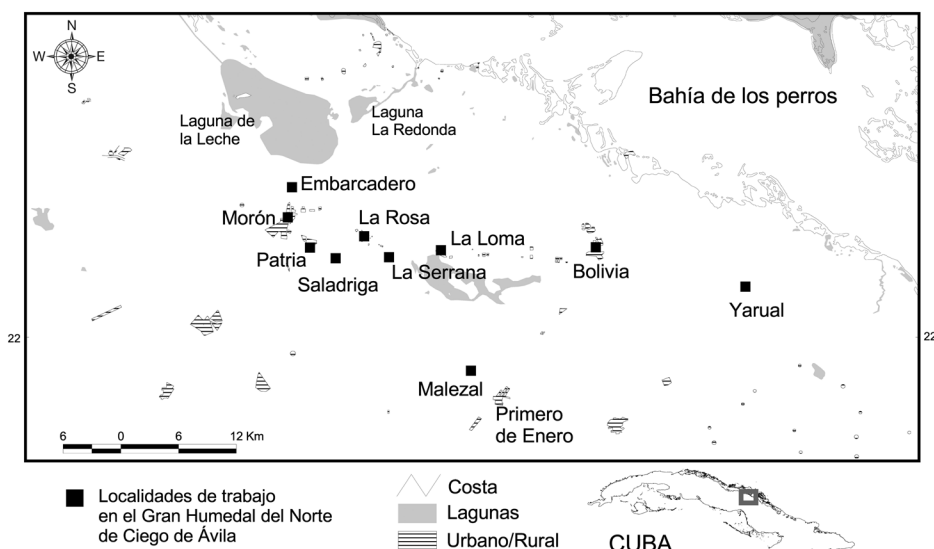 N
W
E
S
Bahía de los perros
Laguna de
la Leche
Laguna
La Redonda
Embarcadero
Morón
La Rosa
La Loma
Patria
Saladriga
La Serrana
Bolivia
Yarual
22
22
Malezal
Primero
de Enero
6 0 6 12 Km
Localidades de trabajo
en el Gran Humedal del Norte
de Ciego de Ávila
Costa
Lagunas
Urbano/Rural
CUBA